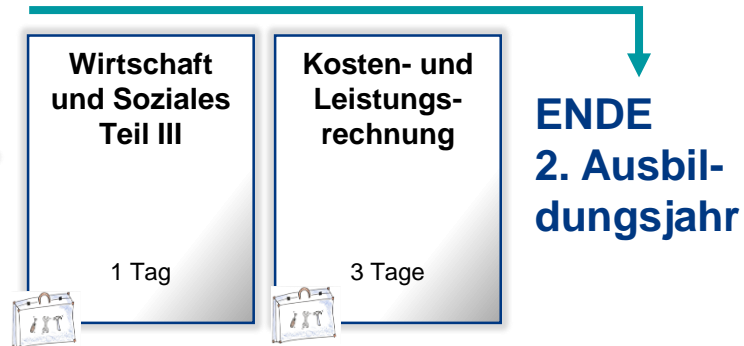 Wirtschaft
und Soziales
Teil III
1 Tag
Kosten- und
Leistungs-
rechnung
3 Tage
ENDE
2. Ausbil-
dungsjahr